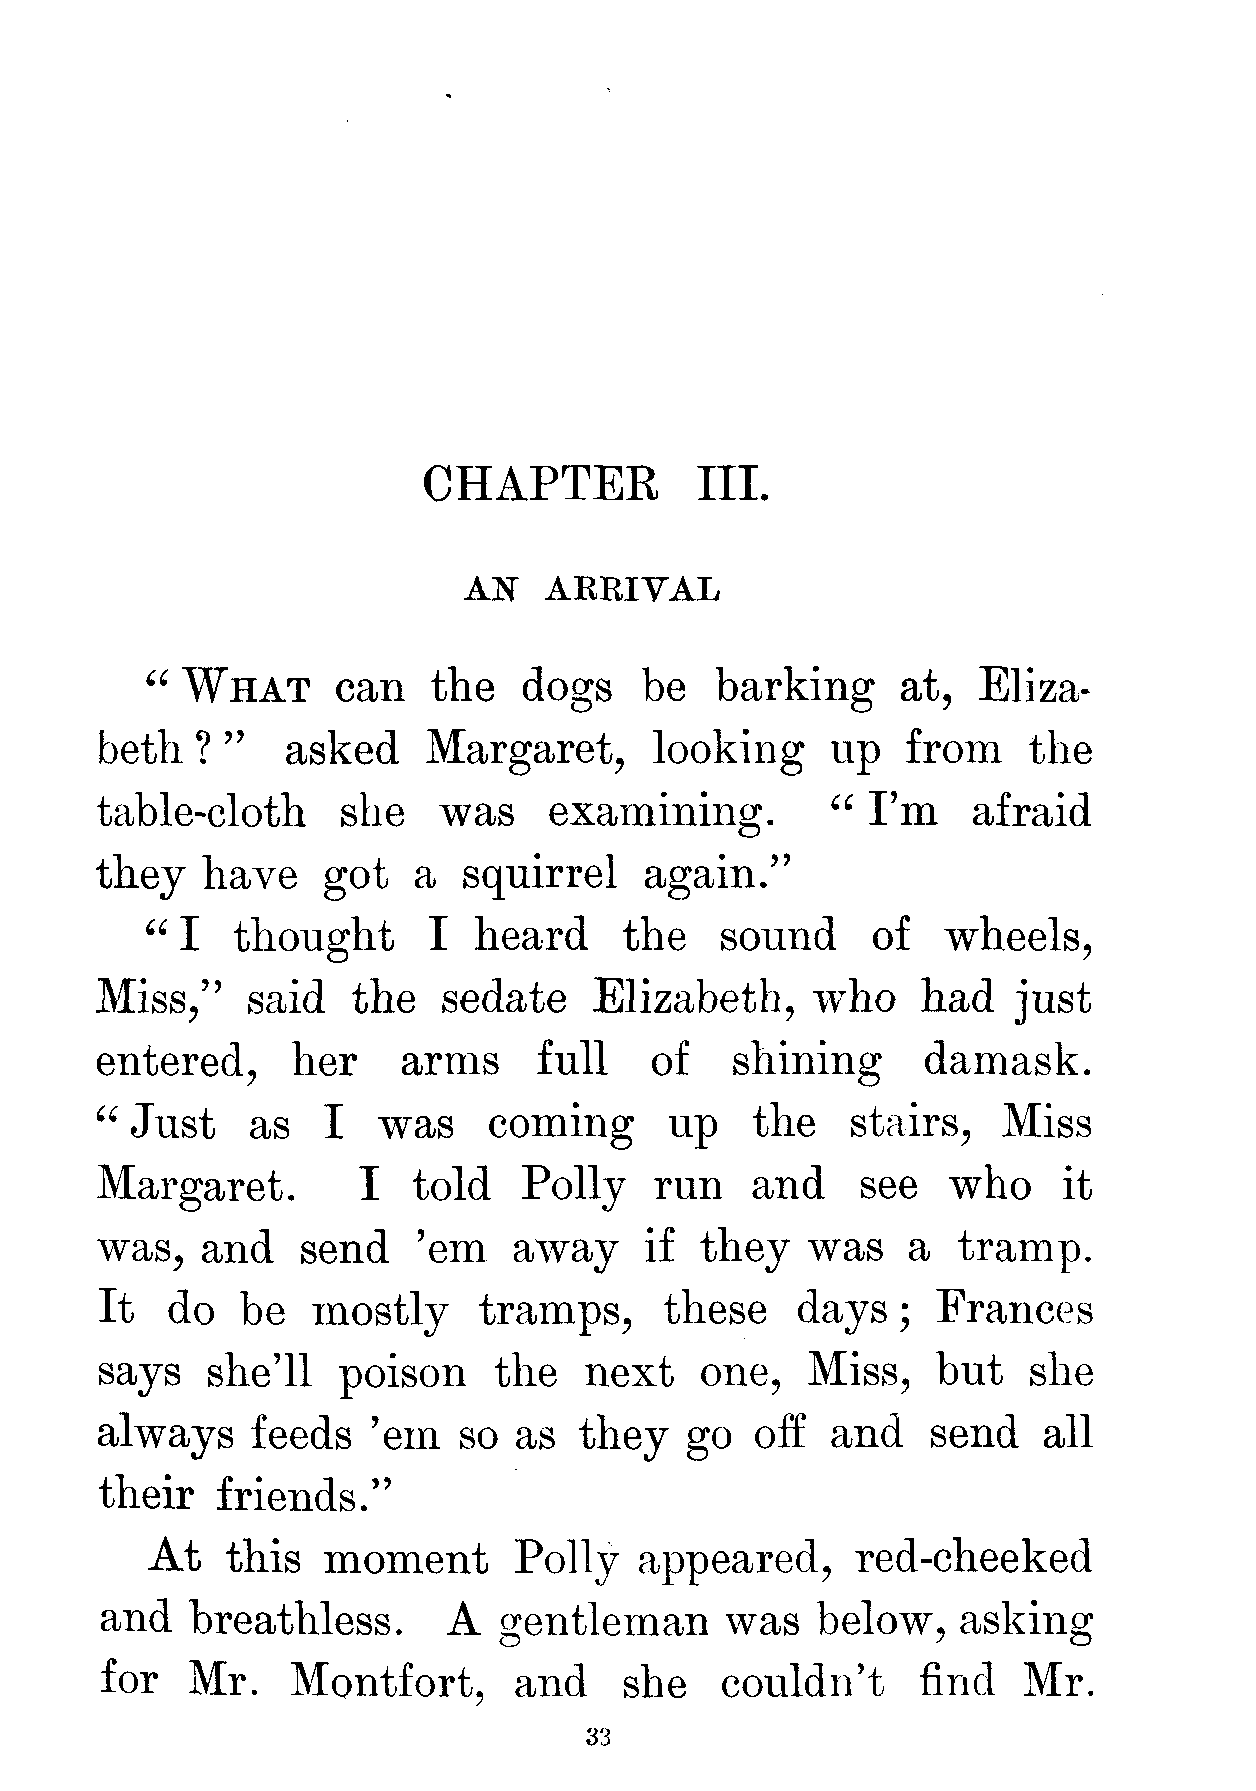 CHAPTER III.
AN ARRIVAL
“ WHAT can the dogs be barking at, Eliza-
beth ? ” asked Margaret, looking up from the
table-cloth she was examining. “ I’m afraid
they have got a squirrel again.”
“ I thought I heard the sound of wheels,
Miss,” said the sedate Elizabeth, who had just
entered, her arms full of shining damask.
“ Just as I was coming up the stairs, Miss
Margaret. I told Polly run and see who it
was, and send ’em away if they was a tramp.
It do be mostly tramps, these days ; Frances
says she’ll poison the next one, Miss, but she
always feeds ’em so as they go off and send all
their friends.”
At this moment Polly appeared, red-cheeked
and breathless. A gentleman was below, asking
for Mr. Montfort, and she couldn’t find Mr.
33